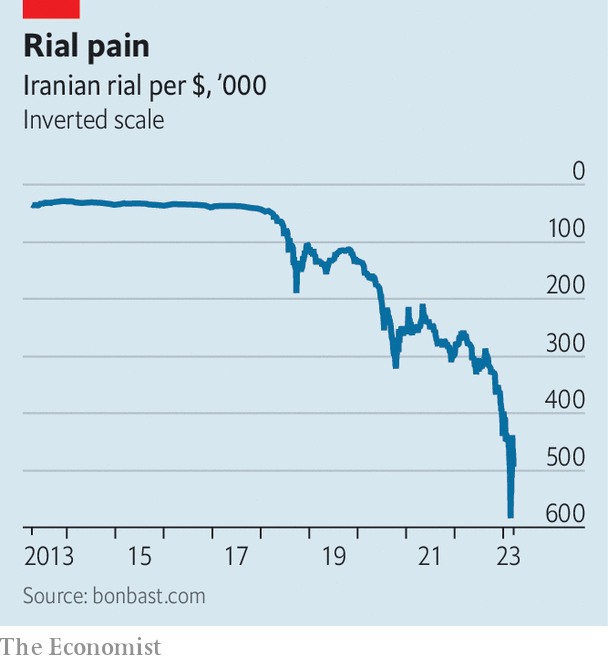 Rial pain
Iranian rial per $, ’000
Inverted scale
0
100
200
300
400
500
600
2013 15 17 19 21 23
Source: bonbast.com
The Economist